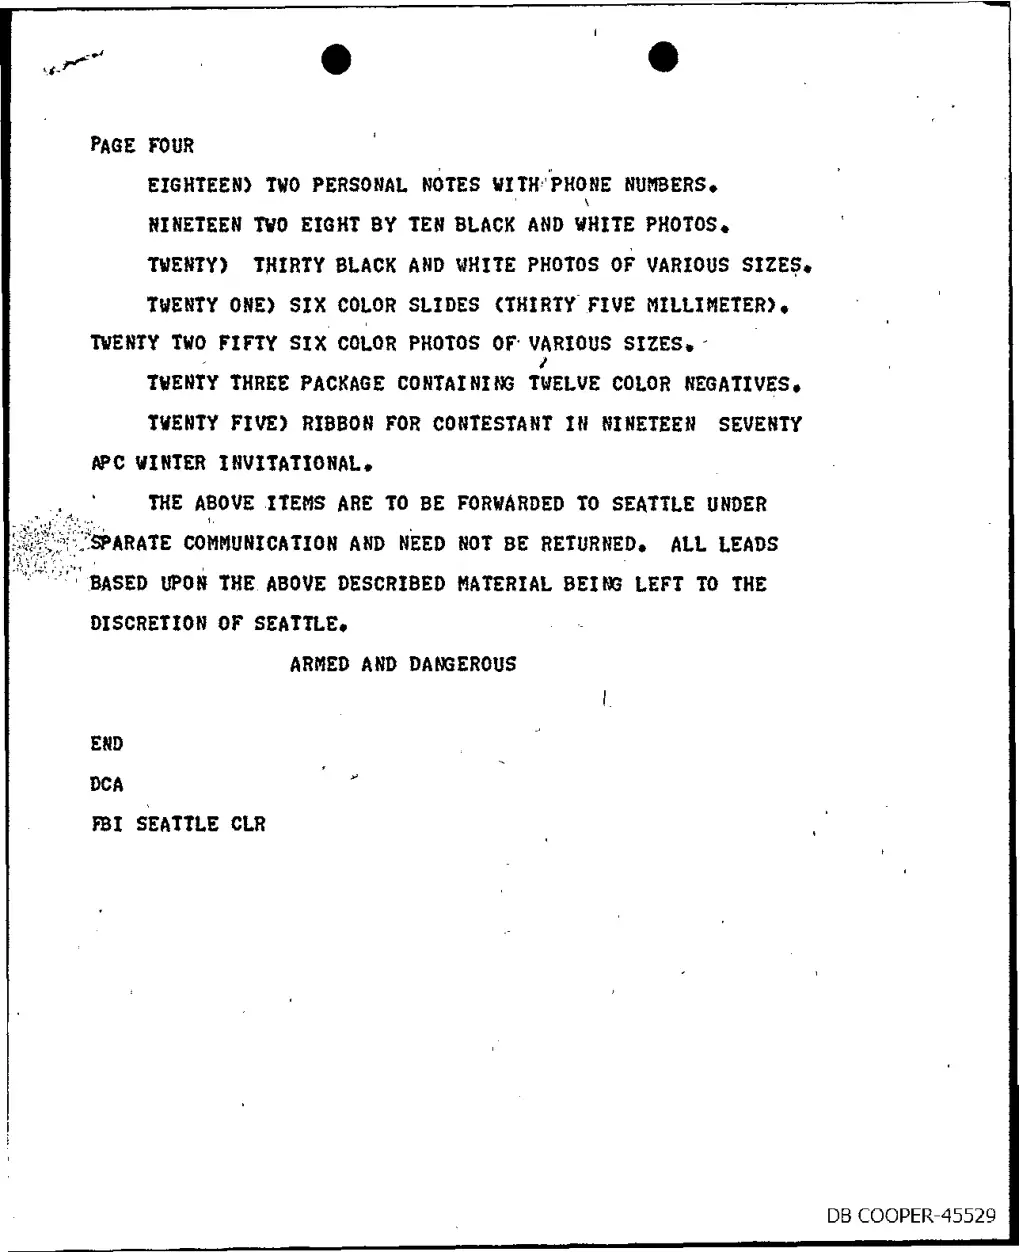 PAGE FOUR
EIGHTEEN) TWO PERSONAL NOTES WITH PHONE NUMBERS.
NINETEEN TWO EIGHT BY TEN BLACK AND WHITE PHOTOS.
TWENTY) THIRTY BLACK AND WHITE PHOTOS OF VARIOUS SIZES.
TWENTY ONE) SIX COLOR SLIDES (THIRTY FIVE MILLIMETER).
TWENTY TWO FIFTY SIX COLOR PHOTOS OF VARIOUS SIZES.
TWENTY THREE PACKAGE CONTAINING TWELVE COLOR NEGATIVES.
TWENTY FIVE) RIBBON FOR CONTESTANT IN NINETEEN SEVENTY
APC WINTER INVITATIONAL.
THE ABOVE ITEMS ARE TO BE FORWARDED TO SEATTLE UNDER
SPARATE COMMUNICATION AND NEED NOT BE RETURNED. ALL LEADS
BASED UPON THE ABOVE DESCRIBED MATERIAL BEING LEFT TO THE
DISCRETION OF SEATTLE.
ARMED AND DANGEROUS
END
DCA
FBI SEATTLE CLR
DB COOPER-45529